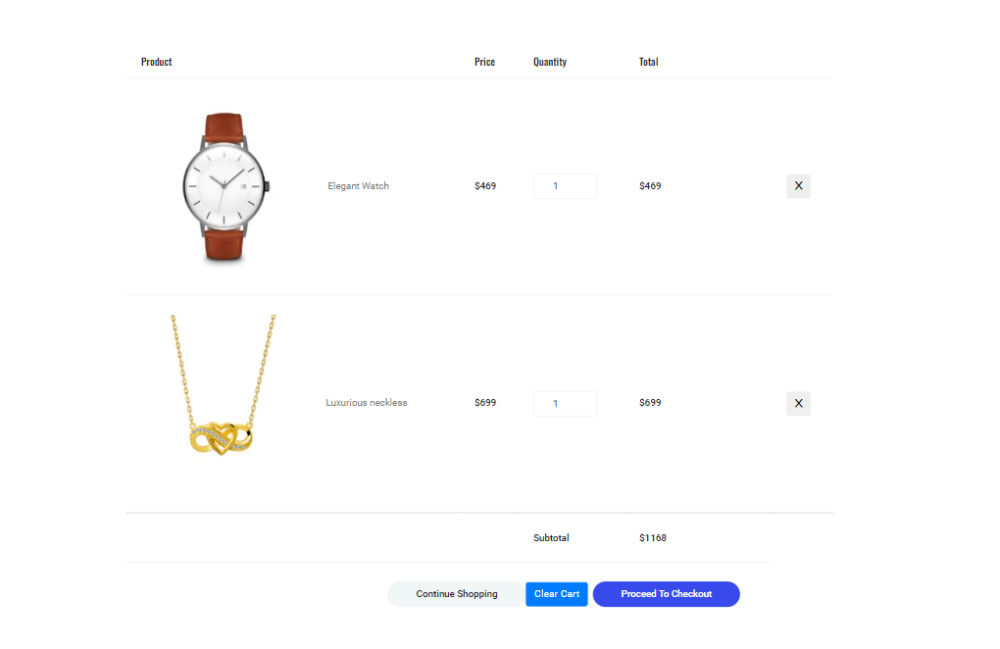 Product Price Quantity Total
Elegant Watch $469 1 $469 X
Luxurious neckless $699 1 $699 X
Subtotal $1168
Continue Shopping Clear Cart Proceed To Checkout